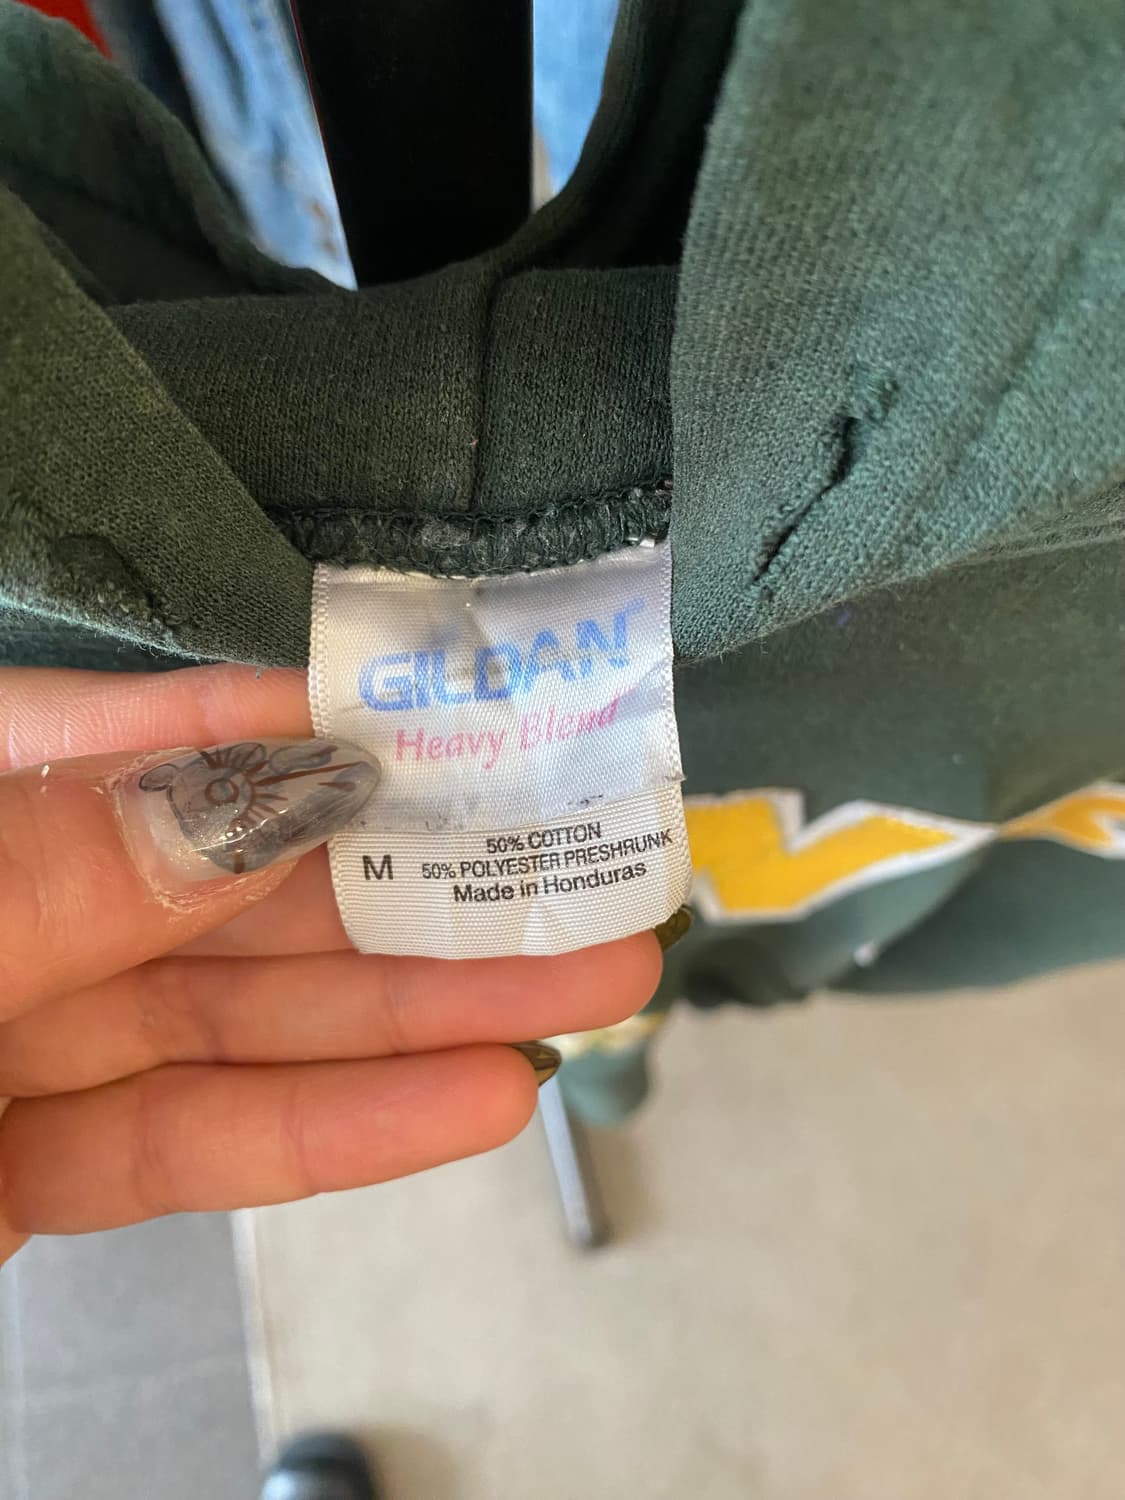 GILDAN
Heavy Blend
M
50% COTTON
50% POLYESTER PRESHRUNK
Made in Honduras